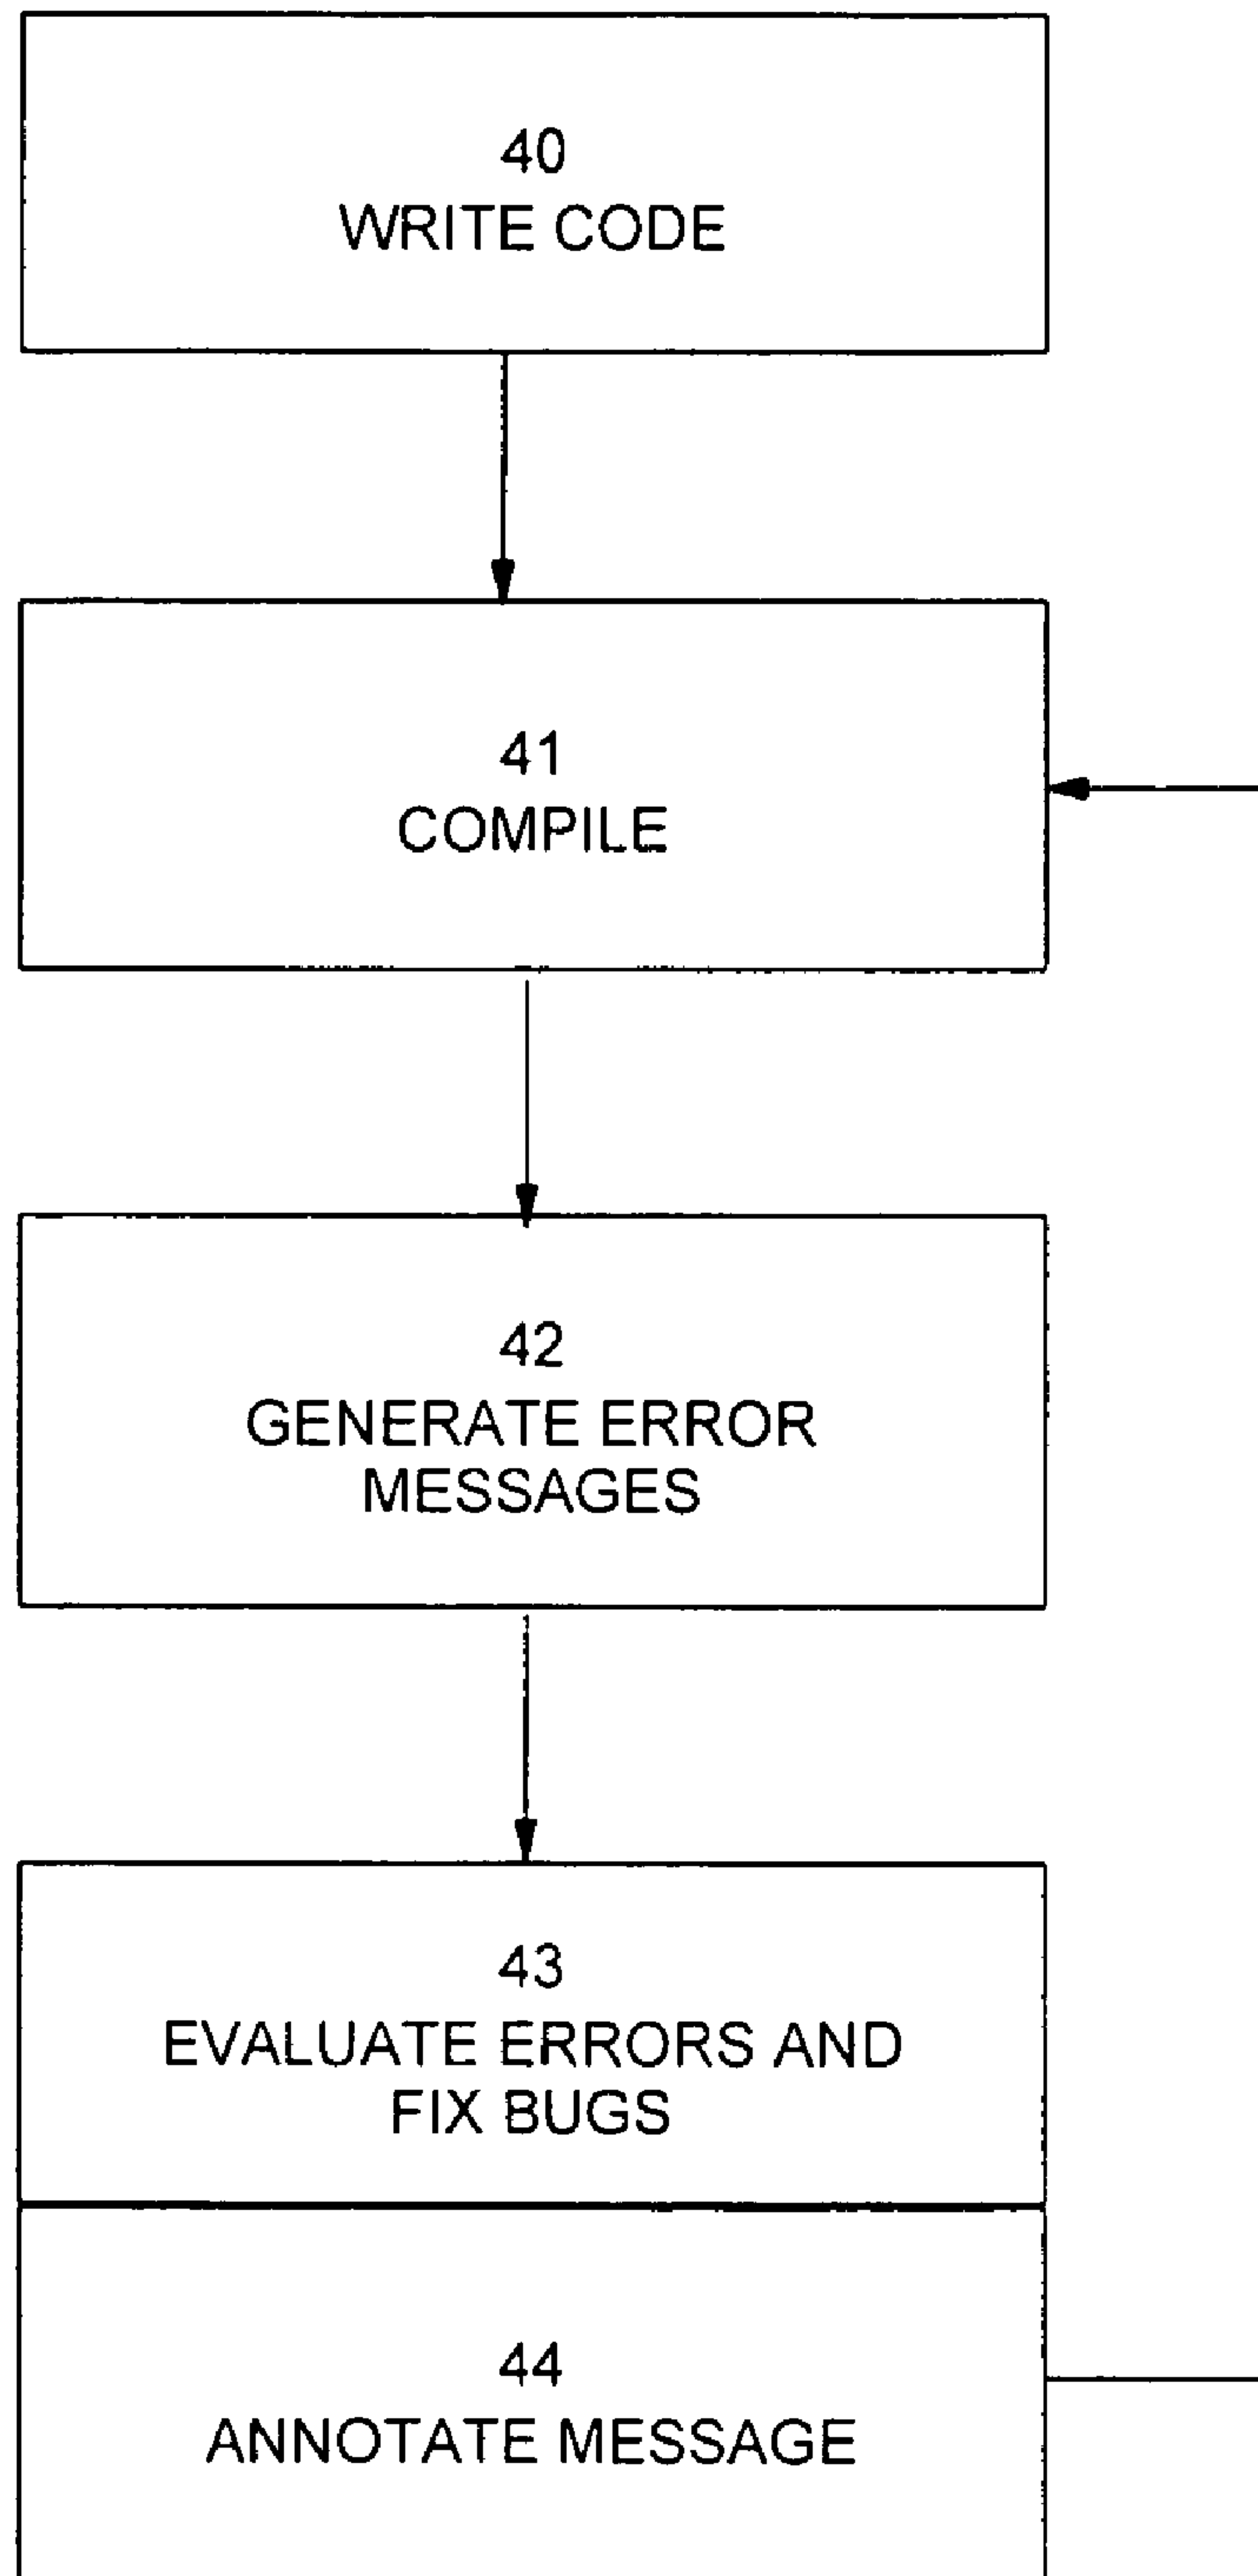 40
WRITE CODE
41
COMPILE
42
GENERATE ERROR
MESSAGES
43
EVALUATE ERRORS AND
FIX BUGS
44
ANNOTATE MESSAGE